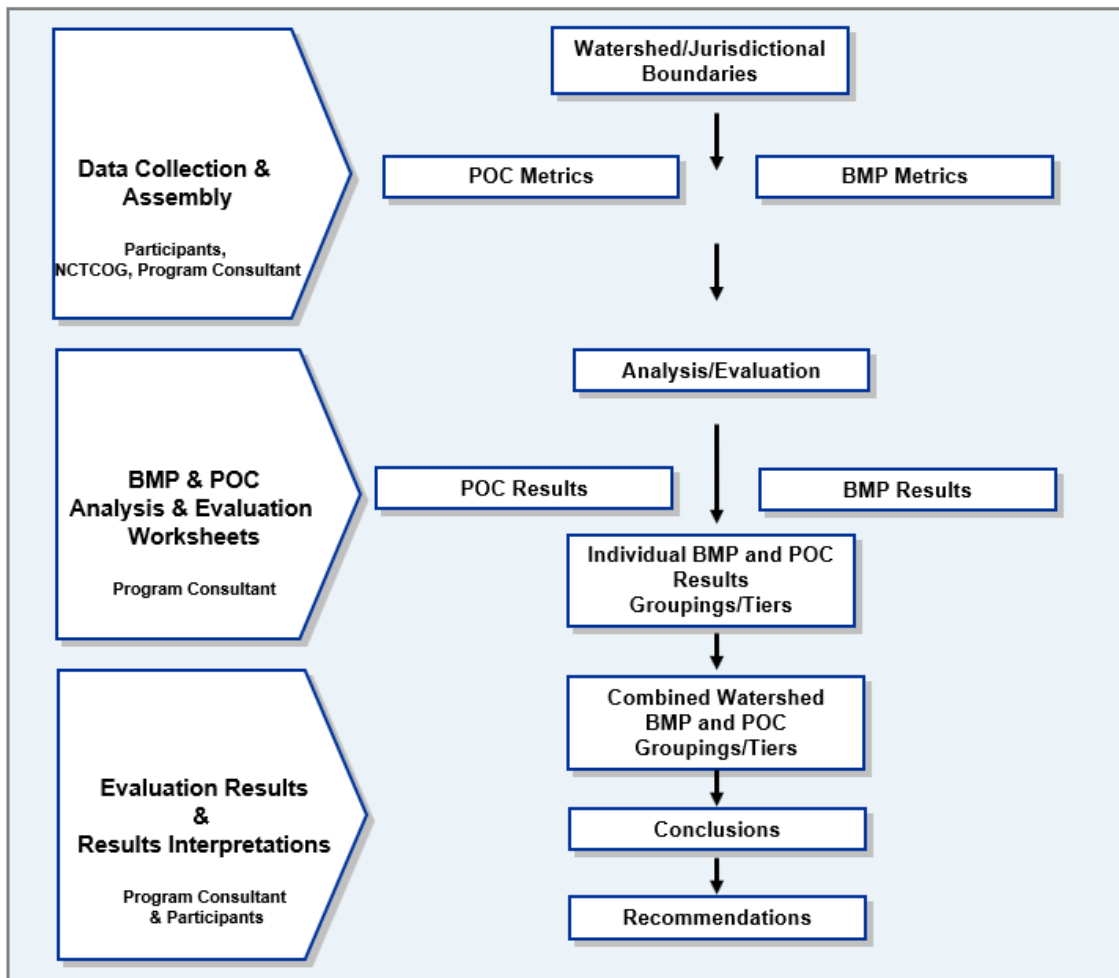 Watershed/Jurisdictional
Boundaries
Data Collection &
Assembly
Participants,
NCTCOG, Program Consultant
POC Metrics
BMP Metrics
Analysis/Evaluation
BMP & POC
Analysis & Evaluation
Worksheets
Program Consultant
POC Results
BMP Results
Individual BMP and POC
Results
Groupings/Tiers
Combined Watershed
BMP and POC
Groupings/Tiers
Evaluation Results
&
Results Interpretations
Program Consultant
& Participants
Conclusions
Recommendations